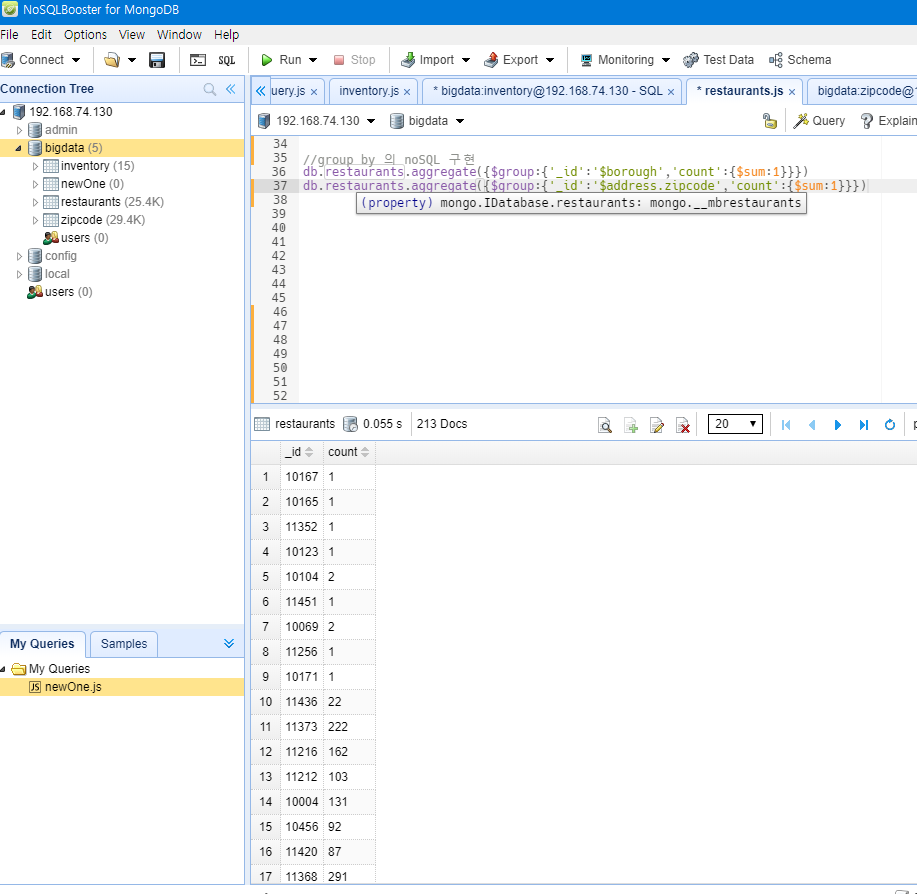 NoSQLBooster for MongoDB
File Edit Options View Window Help
Connect SQL Run Stop Import Export Monitoring Test Data Schema
Connection Tree
uery.js × inventory.js × * bigdata:inventory@192.168.74.130 - SQL × * restaurants.js × bigdata:zipcode@1
192.168.74.130 bigdata Query Explain
192.168.74.130
admin
bigdata (5)
inventory (15)
newOne (0)
restaurants (25.4K)
zipcode (29.4K)
users (0)
config
local
users (0)
34
35 //group by 의 noSQL 구현
36 db.restaurants.aggregate({$group:{'_id':'$borough','count':{$sum:1}}})
37 db.restaurants.aggregate({$group:{'_id':'$address.zipcode','count':{$sum:1}}})
38 (property) mongo.IDatabase.restaurants: mongo.__mbrestaurants
39
40
41
42
43
44
45
46
47
48
49
50
51
52
restaurants 0.055 s 213 Docs 20
_id count
1 10167 1
2 10165 1
3 11352 1
4 10123 1
5 10104 2
6 11451 1
7 10069 2
8 11256 1
9 10171 1
10 11436 22
11 11373 222
12 11216 162
13 11212 103
14 10004 131
15 10456 92
16 11420 87
17 11368 291
My Queries Samples
My Queries
JS newOne.js